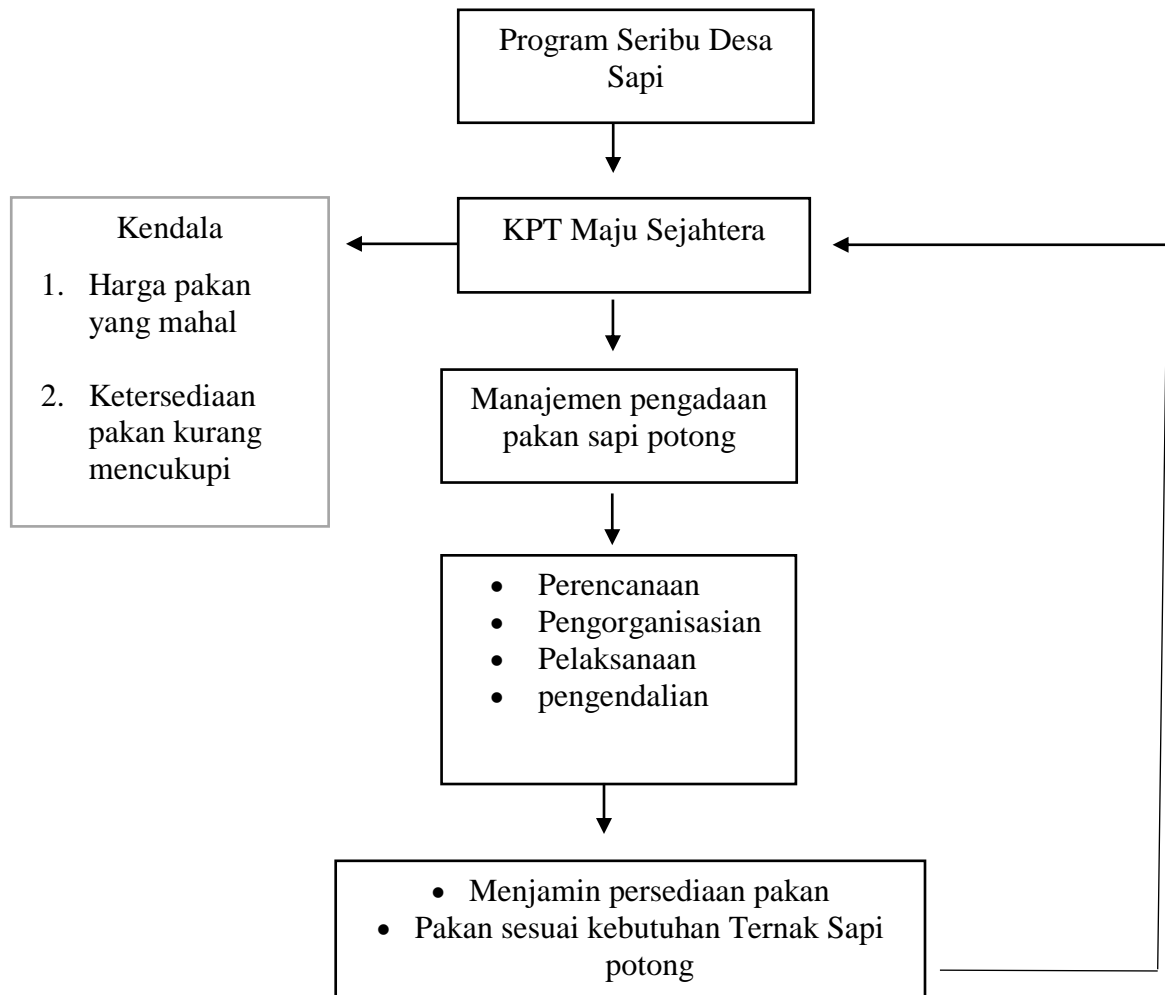 Program Seribu Desa
Sapi
KPT Maju Sejahtera
Kendala
1. Harga pakan
yang mahal
2. Ketersediaan
pakan kurang
mencukupi
Manajemen pengadaan
pakan sapi potong
• Perencanaan
• Pengorganisasian
• Pelaksanaan
• pengendalian
• Menjamin persediaan pakan
• Pakan sesuai kebutuhan Ternak Sapi
potong